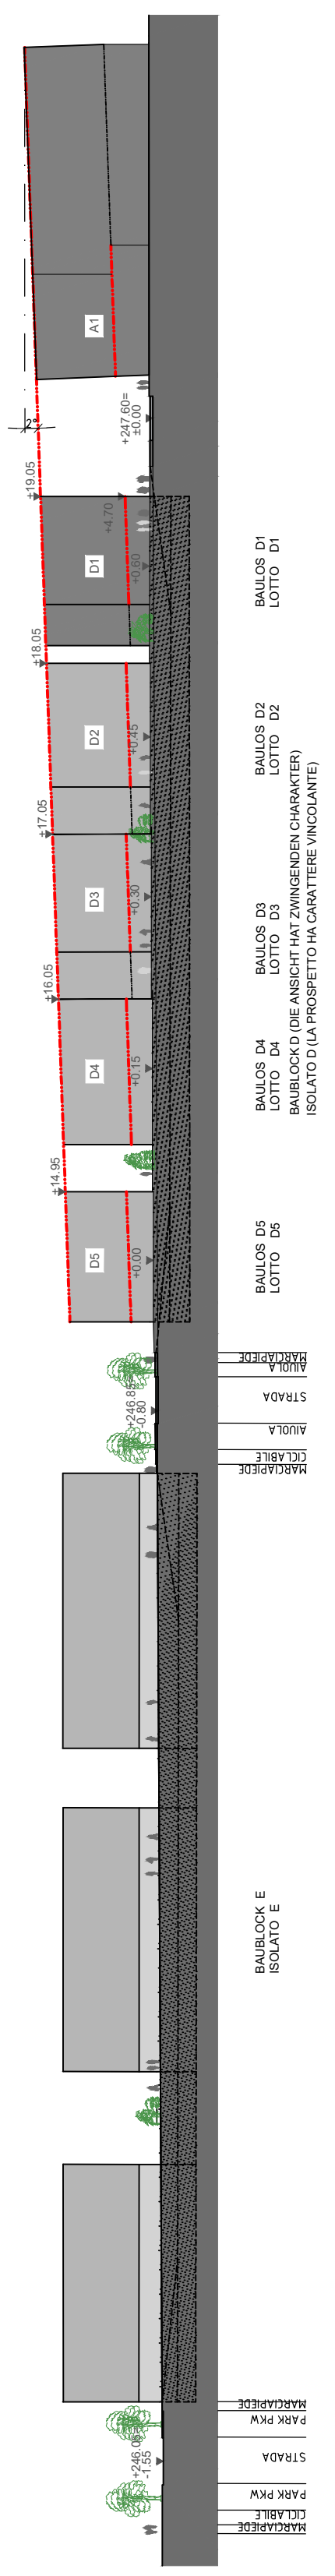 2°
A1
+247.60=
±0.00
±19.05
+4.70
D1
+0.60
±18.05
D2
+0.45
±17.05
D3
+0.30
±16.05
D4
+0.15
±14.95
D5
+0.00
+246.85=
-0.80
+246.05=
-1.55
BAULOS D1
LOTTO D1
BAULOS D2
LOTTO D2
BAULOS D3
LOTTO D3
BAULOS D4
LOTTO D4
BAUBLOCK D (DIE ANSICHT HAT ZWINGENDEN CHARAKTER)
ISOLATO D (LA PROSPETTO HA CARATTERE VINCOLANTE)
BAULOS D5
LOTTO D5
MARCIAPIEDE
AIUOLA
STRADA
AIUOLA
CICLABILE
MARCIAPIEDE
BAUBLOCK E
ISOLATO E
MARCIAPIEDE
PARK PKW
STRADA
PARK PKW
CICLABILE
MARCIAPIEDE